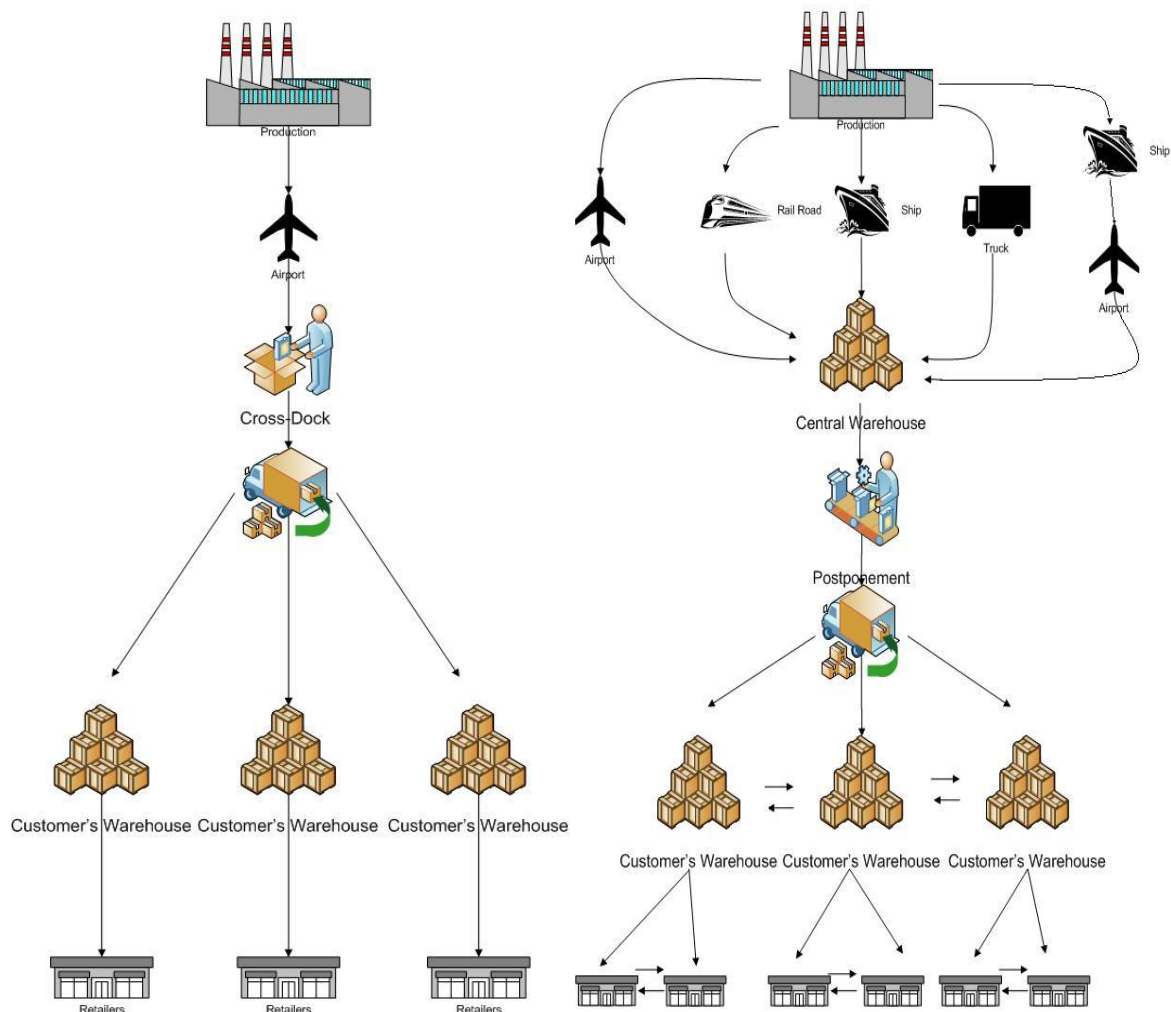 Production
Airport
Cross-Dock
Customer's Warehouse
Customer's Warehouse
Customer's Warehouse
Retailers
Retailers
Retailers
Production
Ship
Rail Road
Ship
Truck
Airport
Airport
Central Warehouse
Postponement
Customer's Warehouse
Customer's Warehouse
Customer's Warehouse